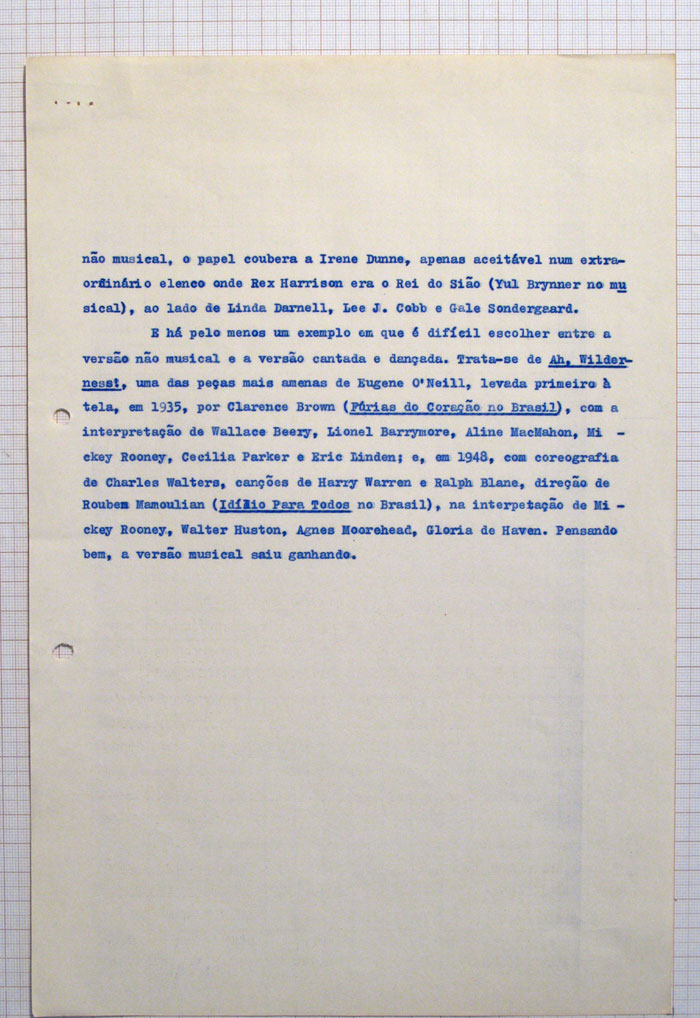 não musical, o papel coubera a Irene Dunne, apenas aceitável num extra-
ordinário elenco onde Rex Harrison era o Rei do Sião (Yul Brynner no mu
sical), ao lado de Linda Darnell, Lee J. Cobb e Gale Sondergaard.
E há pelo menos um exemplo em que é difícil escolher entre a
versão não musical e a versão cantada e dançada. Trata-se de Ah, Wilder-
ness!, uma das peças mais amenas de Eugene O'Neill, levada primeiro à
tela, em 1935, por Clarence Brown (Fúrias do Coração no Brasil), com a
interpretação de Wallace Beery, Lionel Barrymore, Aline MacMahon, Mi -
ckey Rooney, Cecilia Parker e Eric Linden; e, em 1948, com coreografia
de Charles Walters, canções de Harry Warren e Ralph Blane, direção de
Rouben Mamoulian (Idílio Para Todos no Brasil), na interpetação de Mi -
ckey Rooney, Walter Huston, Agnes Moorehead, Gloria de Haven. Pensando
bem, a versão musical saiu ganhando.